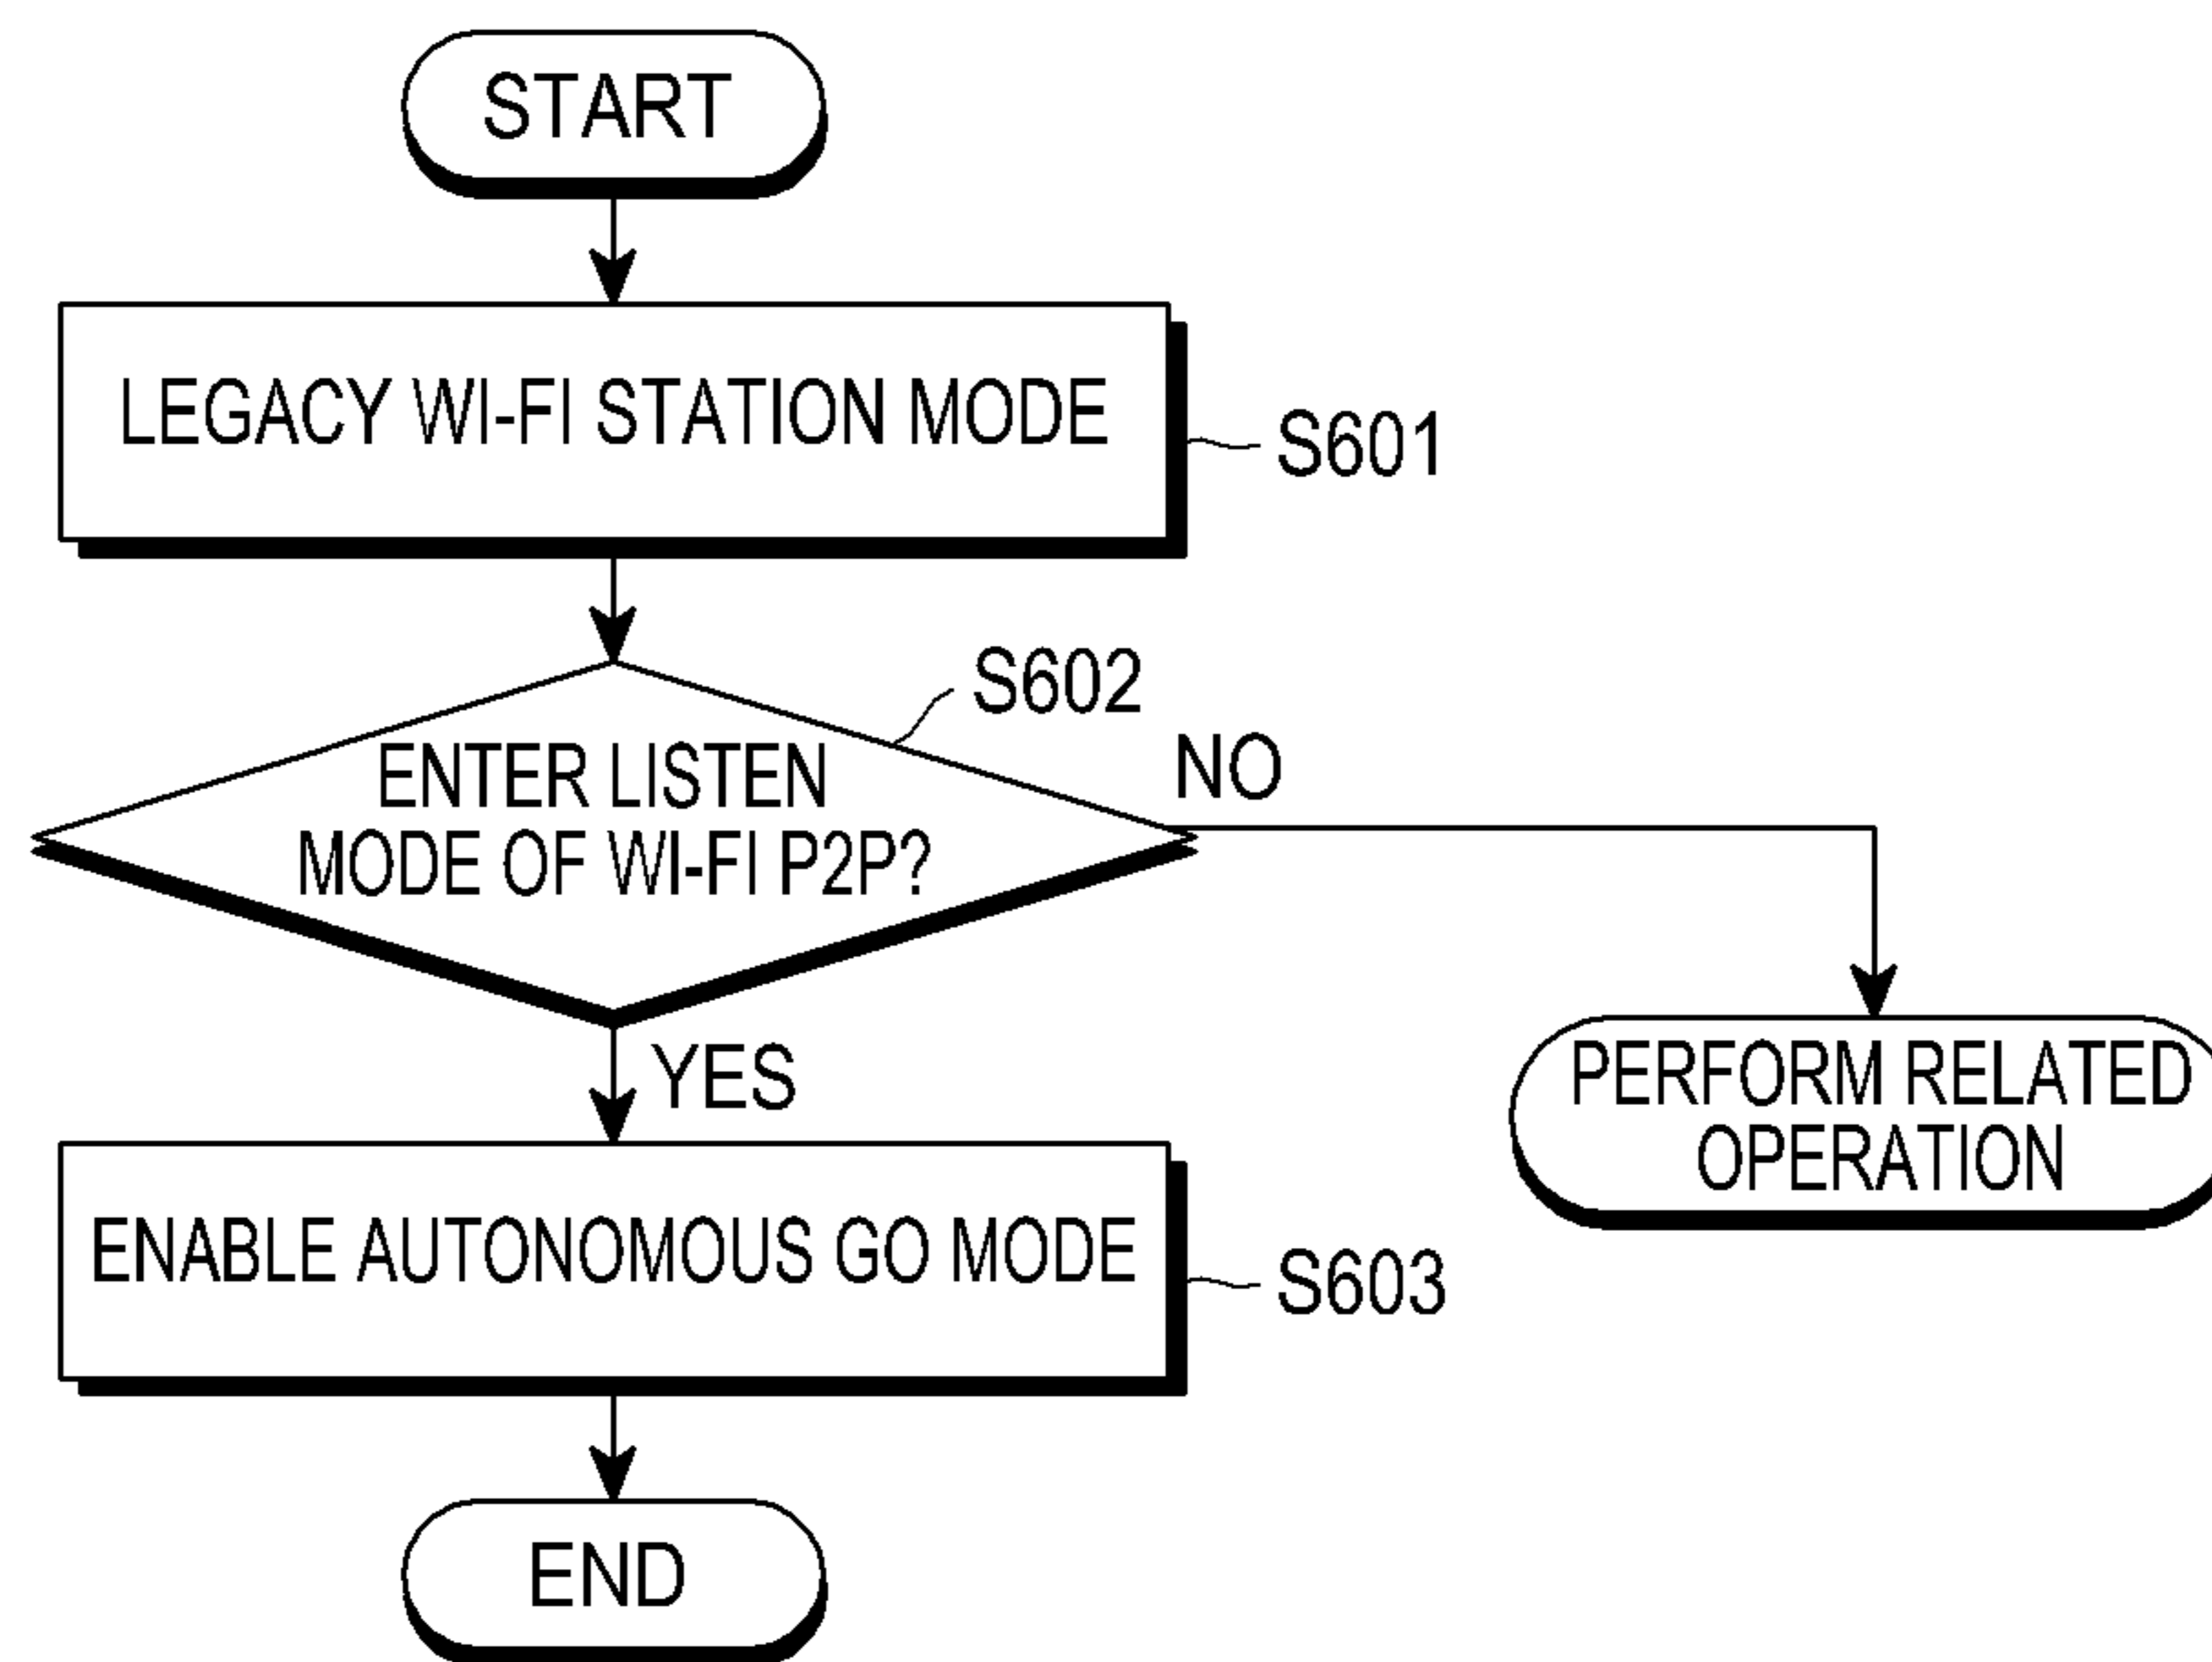 START
LEGACY WI-FI STATION MODE
S601
S602
ENTER LISTEN
MODE OF WI-FI P2P?
NO
YES
PERFORM RELATED
OPERATION
ENABLE AUTONOMOUS GO MODE
S603
END